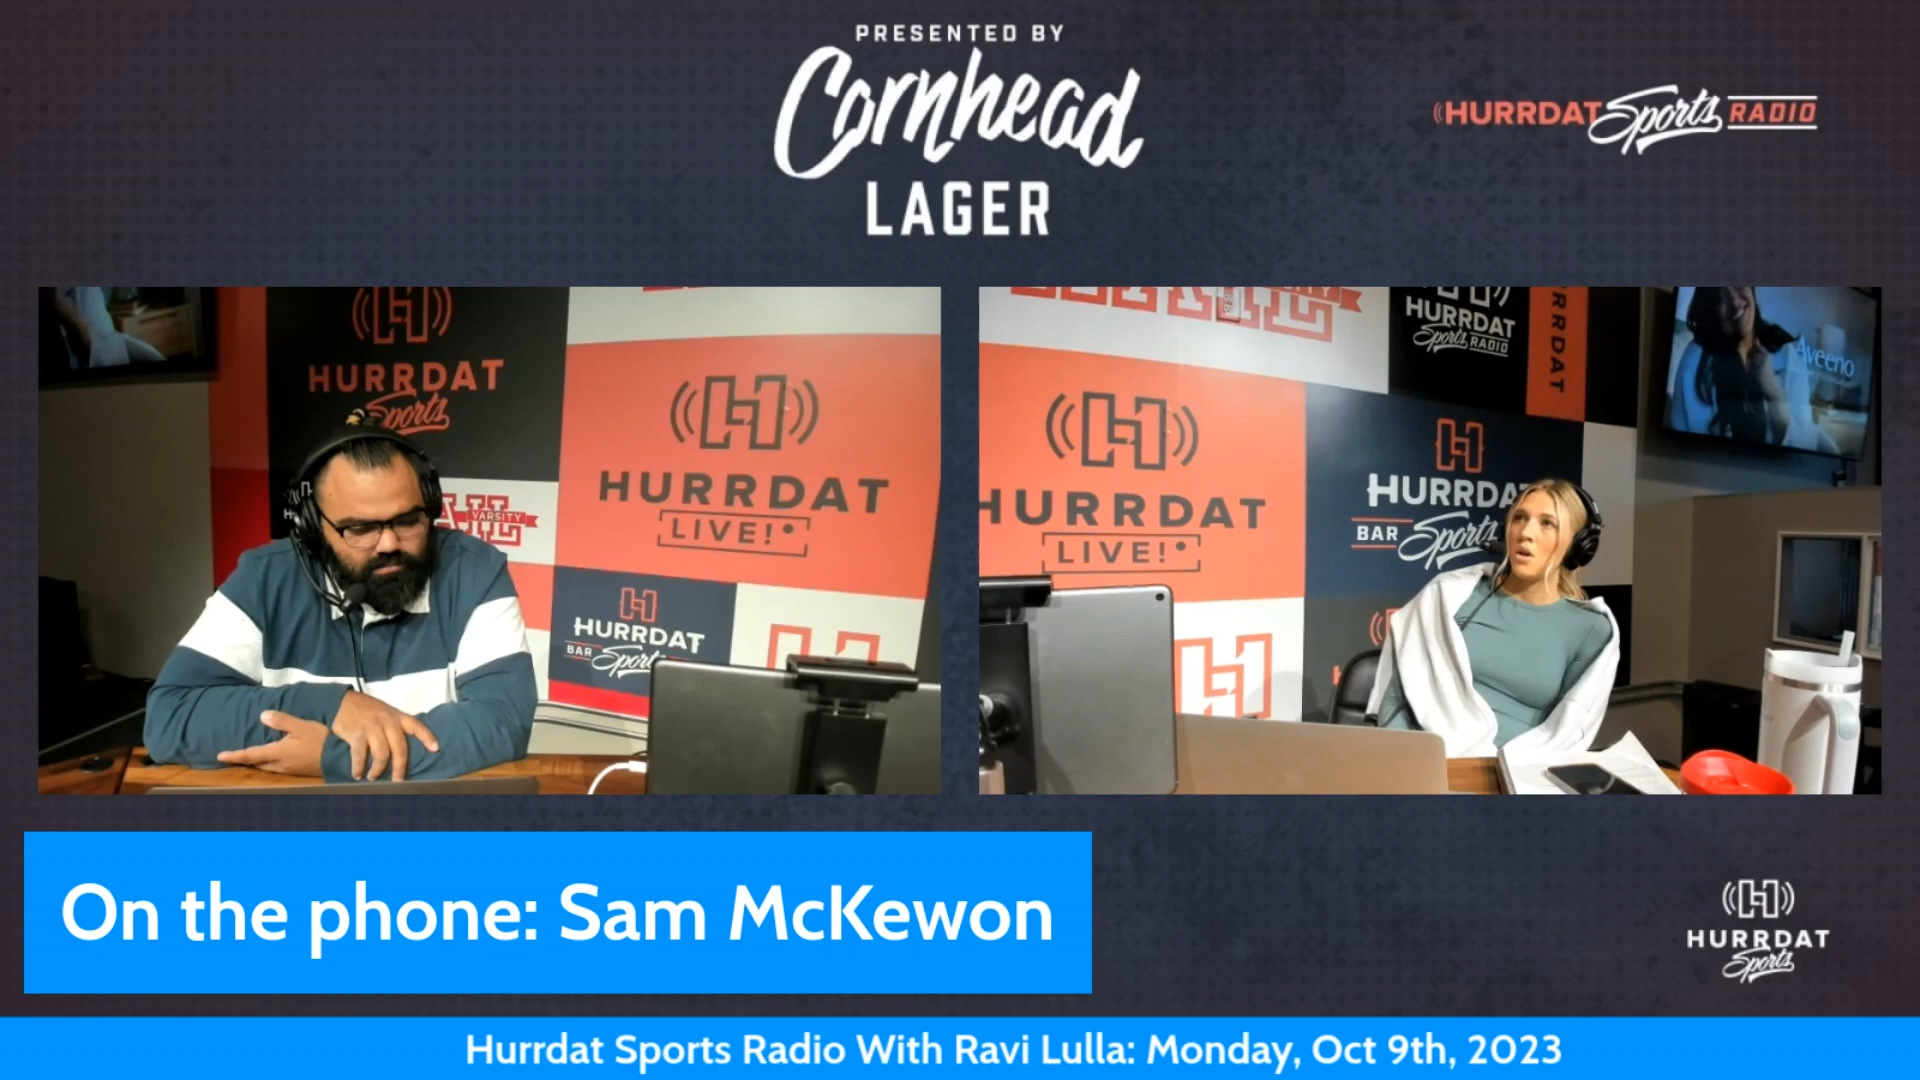 PRESENTED BY
Cornhead
LAGER
HURRDAT Sports RADIO
HURRDAT
Sports
HURRDAT
LIVE!
VARSITY
HURRDAT
BAR Sports
HURRDAT
Sports RADIO
HURRDAT
LIVE!
HURRDAT
BAR Sports
Aveeno
On the phone: Sam McKewon
HURRDAT
Sports
Hurrdat Sports Radio With Ravi Lulla: Monday, Oct 9th, 2023